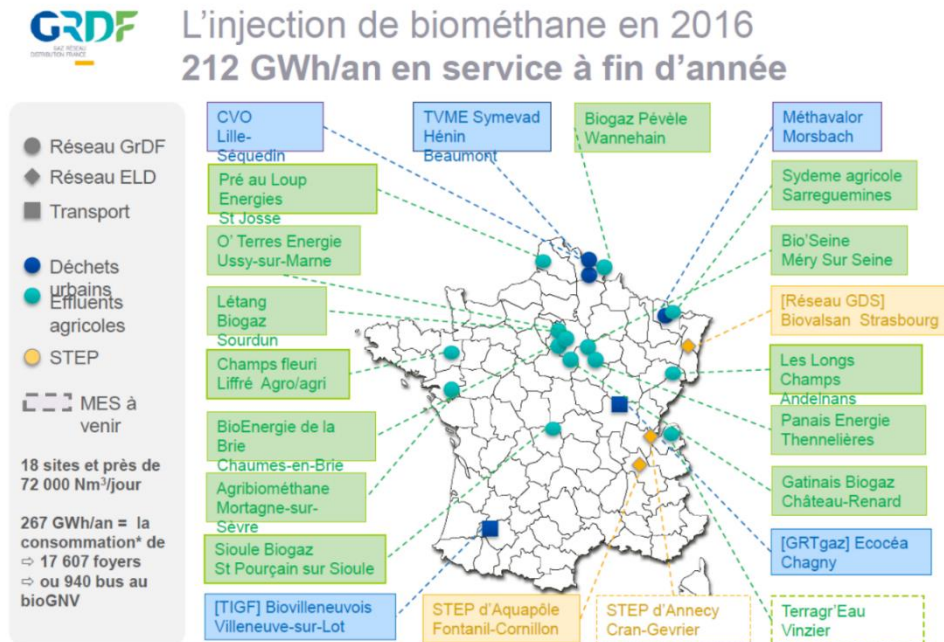 GRDF
GAZ RÉSEAU
DISTRIBUTION FRANCE
L'injection de biométhane en 2016
212 GWh/an en service à fin d'année
Réseau GrDF
Réseau ELD
Transport
Déchets
urbains
Effluents
agricoles
STEP
MES à
venir
18 sites et près de
72 000 Nm³/jour
267 GWh/an = la
consommation* de
⇨ 17 607 foyers
⇨ ou 940 bus au
bioGNV
CVO
Lille-
Séquedin
TVME Symevad
Hénin
Beaumont
Biogaz Pévèle
Wannehain
Méthavalor
Morsbach
Pré au Loup
Energies
St Josse
Sydeme agricole
Sarreguemines
O' Terres Energie
Ussy-sur-Marne
Bio'Seine
Méry Sur Seine
Létang
Biogaz
Sourdun
[Réseau GDS]
Biovalsan Strasbourg
Champs fleuri
Liffré Agro/agri
Les Longs
Champs
Andelnans
BioEnergie de la
Brie
Chaumes-en-Brie
Panais Energie
Thennelières
Agribiométhane
Mortagne-sur-
Sèvre
Gatinais Biogaz
Château-Renard
Sioule Biogaz
St Pourçain sur Sioule
[GRTgaz] Ecocéa
Chagny
[TIGF] Biovilleneuvois
Villeneuve-sur-Lot
STEP d'Aquapôle
Fontanil-Cornillon
STEP d'Annecy
Cran-Gevrier
Terragr'Eau
Vinzier